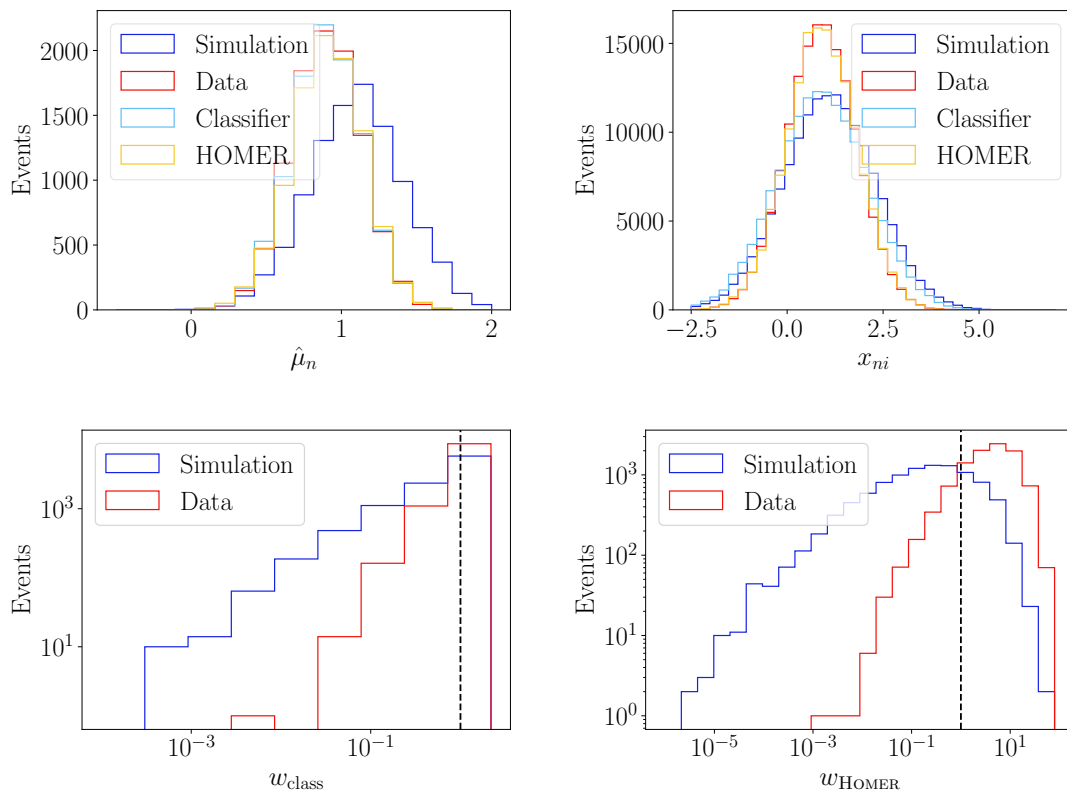 Events
2000
1500
1000
500
0
Simulation
Data
Classifier
HOMER
0
1
2
μ̂ₙ
Events
15000
10000
5000
0
Simulation
Data
Classifier
HOMER
−2.5
0.0
2.5
5.0
xₙᵢ
Events
10³
10¹
Simulation
Data
10⁻³
10⁻¹
w_class
Events
10³
10²
10¹
10⁰
Simulation
Data
10⁻⁵
10⁻³
10⁻¹
10¹
w_HOMER